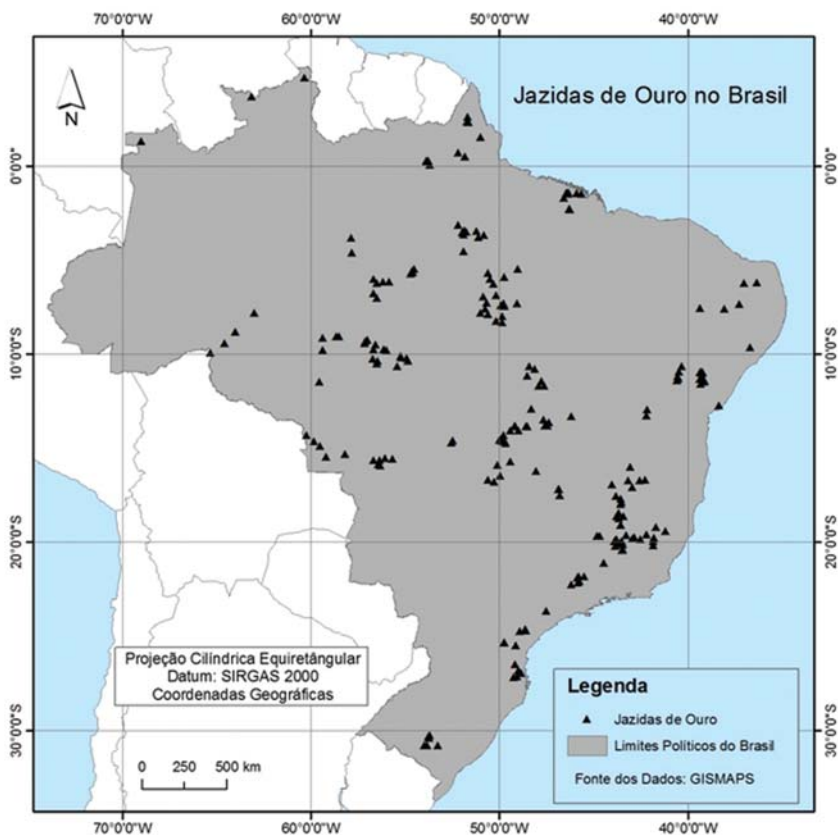 70°0'0"W 60°0'0"W 50°0'0"W 40°0'0"W
Jazidas de Ouro no Brasil
N
0°0'0" 0°0'0"
10°0'0"S 10°0'0"S
20°0'0"S 20°0'0"S
30°0'0"S 30°0'0"S
Projeção Cilíndrica Equiretângular
Datum: SIRGAS 2000
Coordenadas Geográficas
0 250 500 km
Legenda
Jazidas de Ouro
Limites Políticos do Brasil
Fonte dos Dados: GISMAPS
70°0'0"W 60°0'0"W 50°0'0"W 40°0'0"W